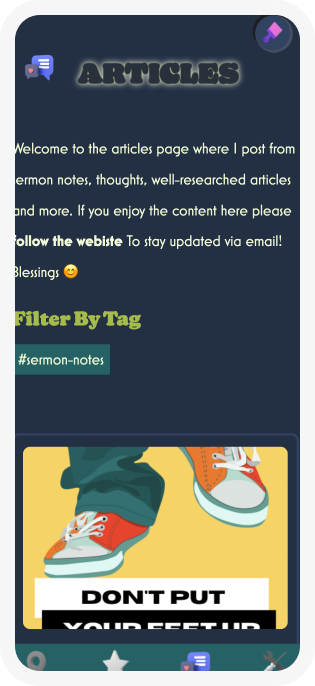 ARTICLES
Welcome to the articles page where I post from
sermon notes, thoughts, well-researched articles
and more. If you enjoy the content here please
follow the webiste To stay updated via email!
Blessings 😊
Filter By Tag
#sermon-notes
DON'T PUT
YOUR FEET UP